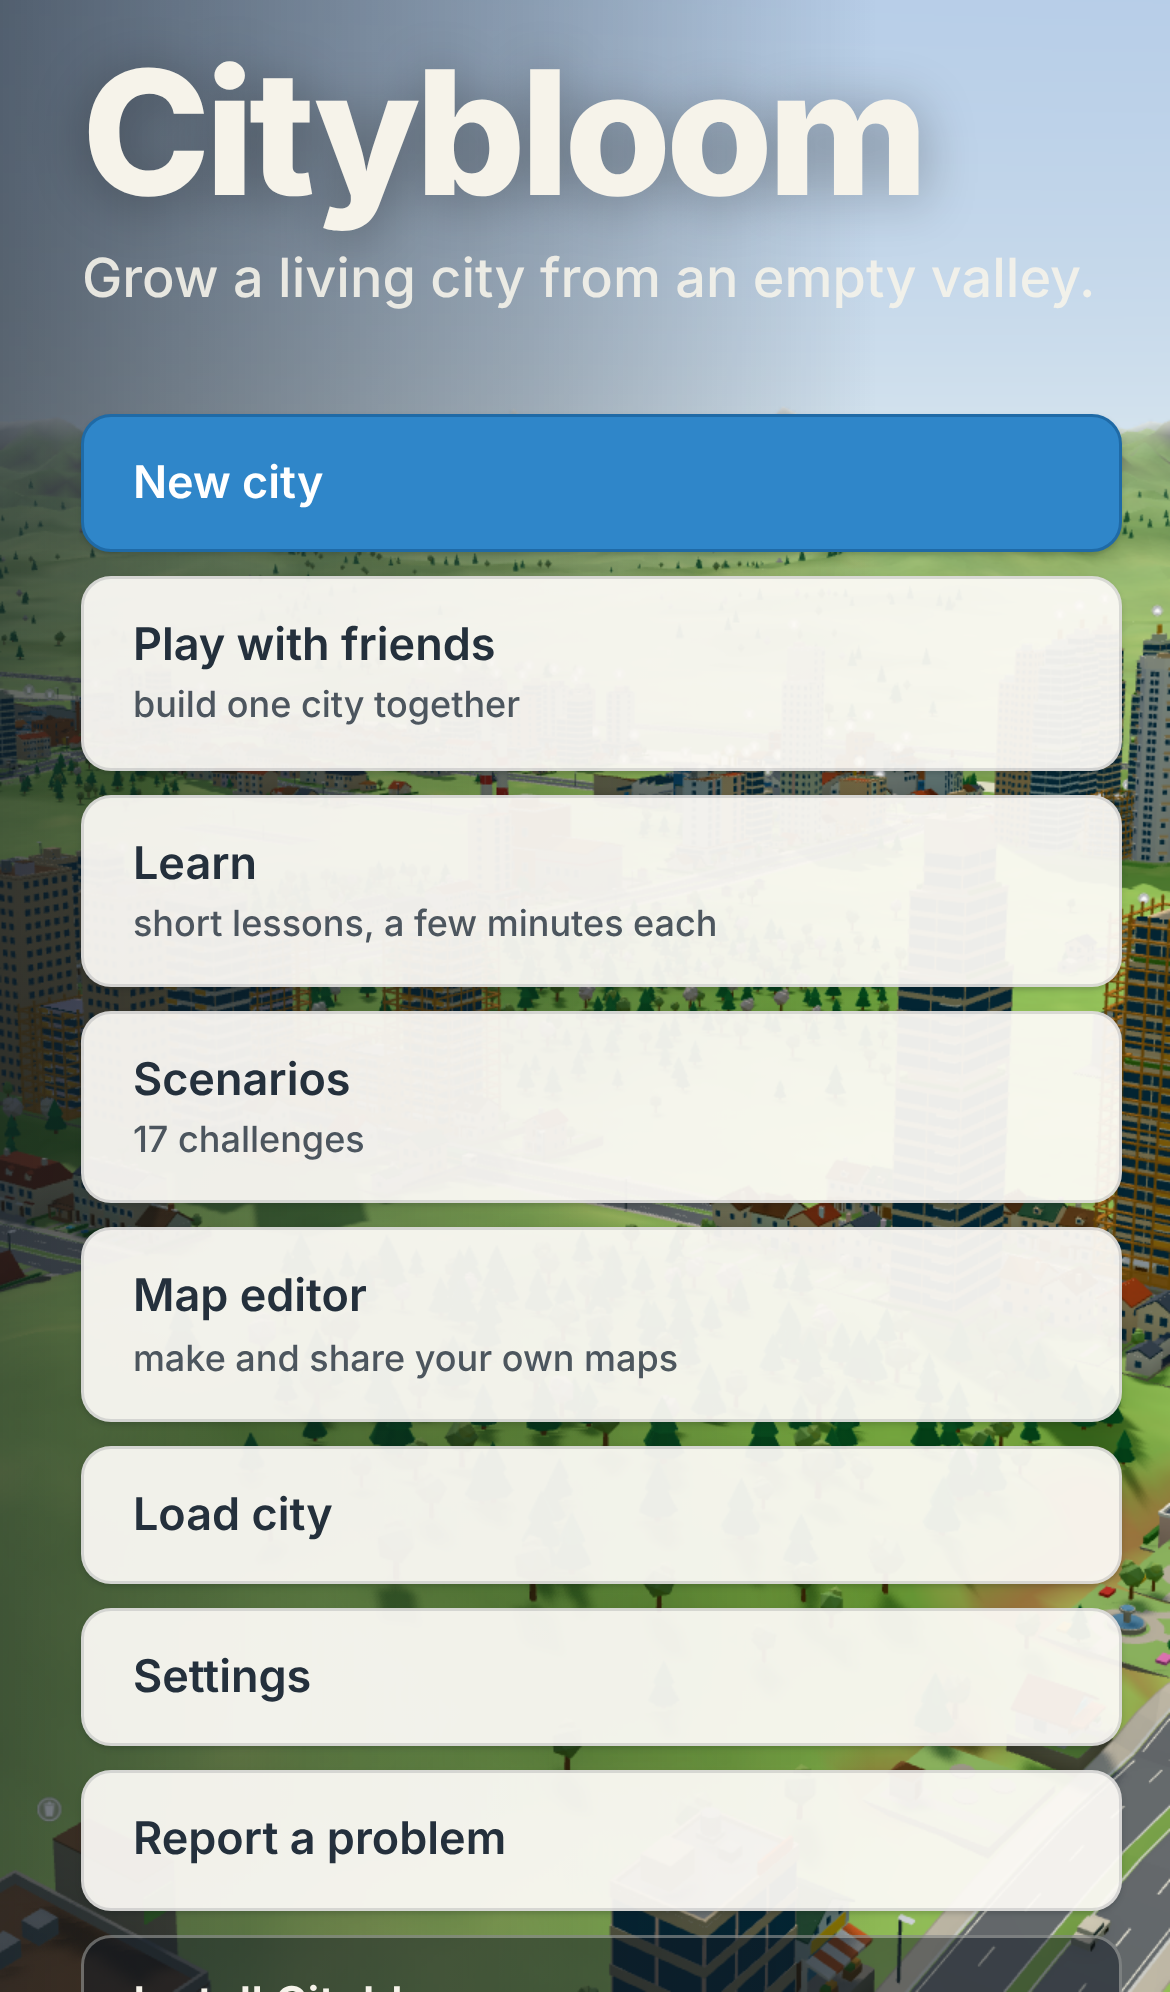 Citybloom
Grow a living city from an empty valley.
New city
Play with friends
build one city together
Learn
short lessons, a few minutes each
Scenarios
17 challenges
Map editor
make and share your own maps
Load city
Settings
Report a problem